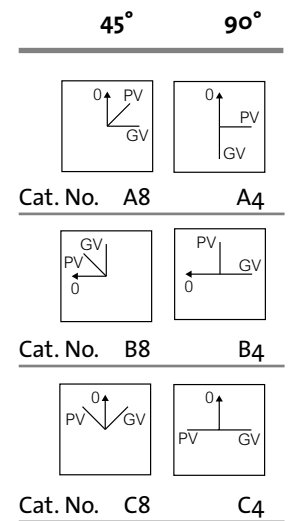 45° 90°
0 PV 0
GV PV
GV
Cat. No. A8 A4
GV PV
PV GV
0 0
Cat. No. B8 B4
0 0
PV GV PV GV
Cat. No. C8 C4